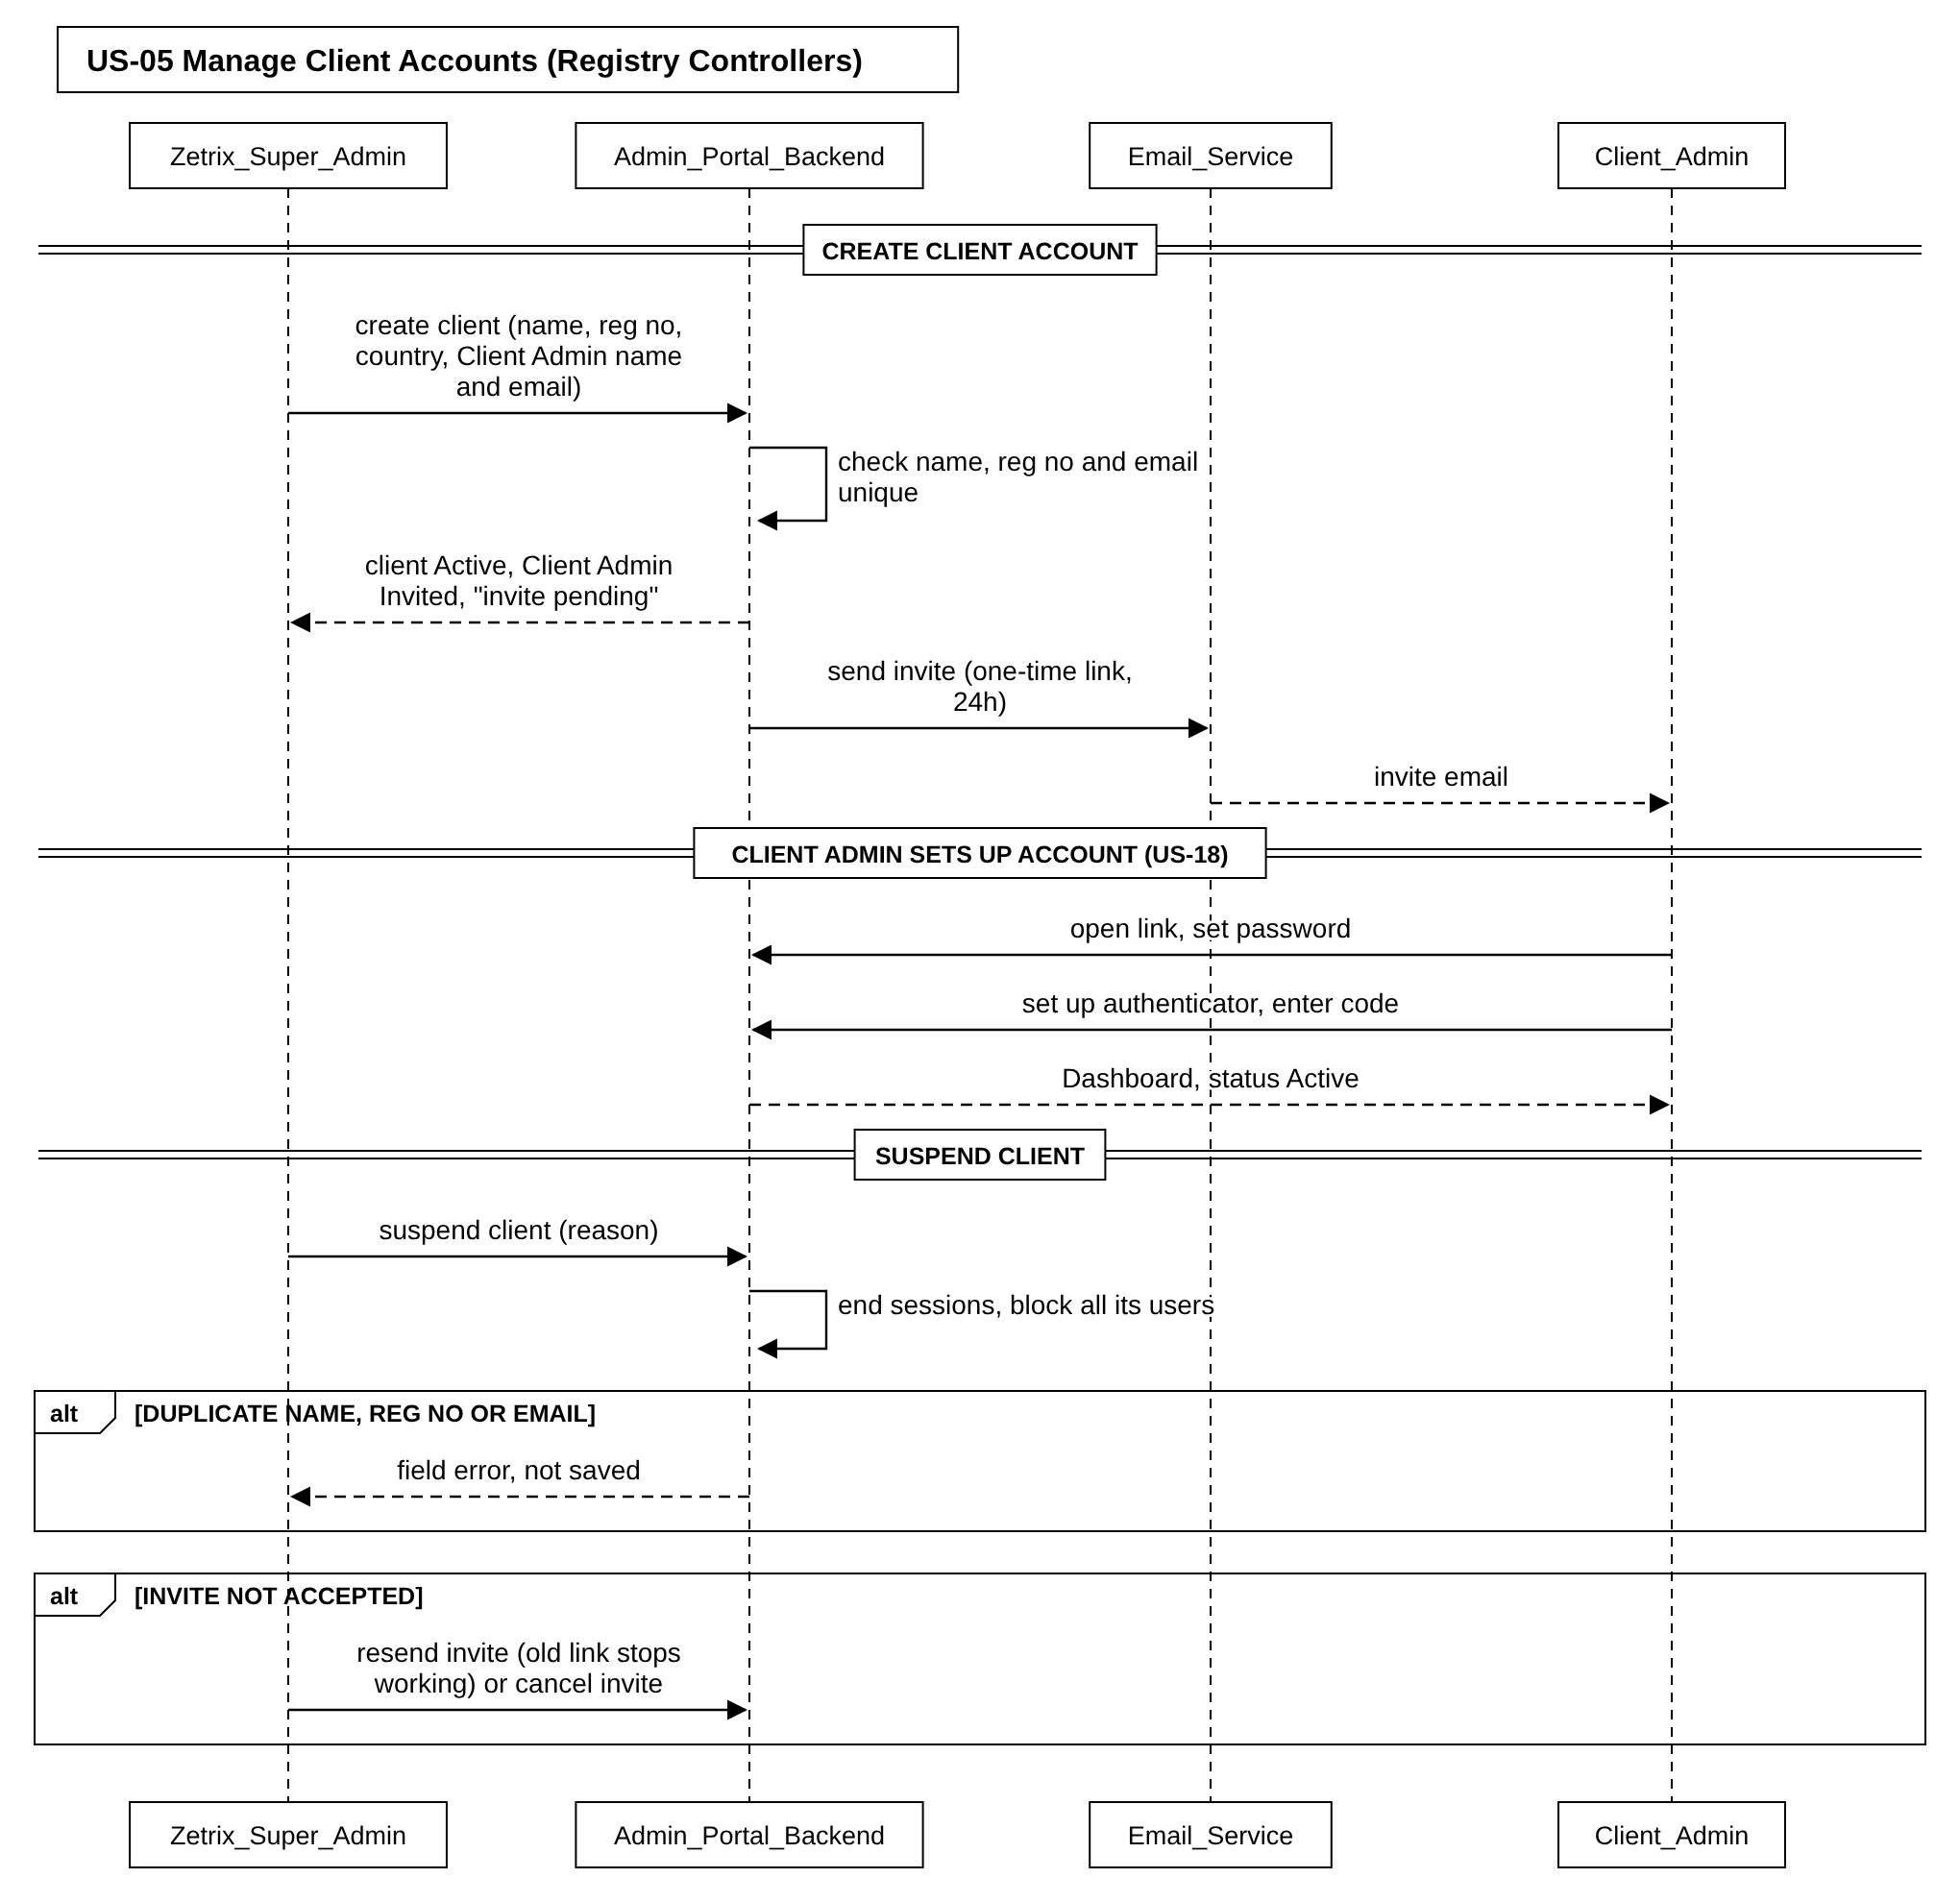 US-05 Manage Client Accounts (Registry Controllers)
Zetrix_Super_Admin
Admin_Portal_Backend
Email_Service
Client_Admin
CREATE CLIENT ACCOUNT
create client (name, reg no,
country, Client Admin name
and email)
check name, reg no and email
unique
client Active, Client Admin
Invited, "invite pending"
send invite (one-time link,
24h)
invite email
CLIENT ADMIN SETS UP ACCOUNT (US-18)
open link, set password
set up authenticator, enter code
Dashboard, status Active
SUSPEND CLIENT
suspend client (reason)
end sessions, block all its users
alt [DUPLICATE NAME, REG NO OR EMAIL]
field error, not saved
alt [INVITE NOT ACCEPTED]
resend invite (old link stops
working) or cancel invite
Zetrix_Super_Admin
Admin_Portal_Backend
Email_Service
Client_Admin